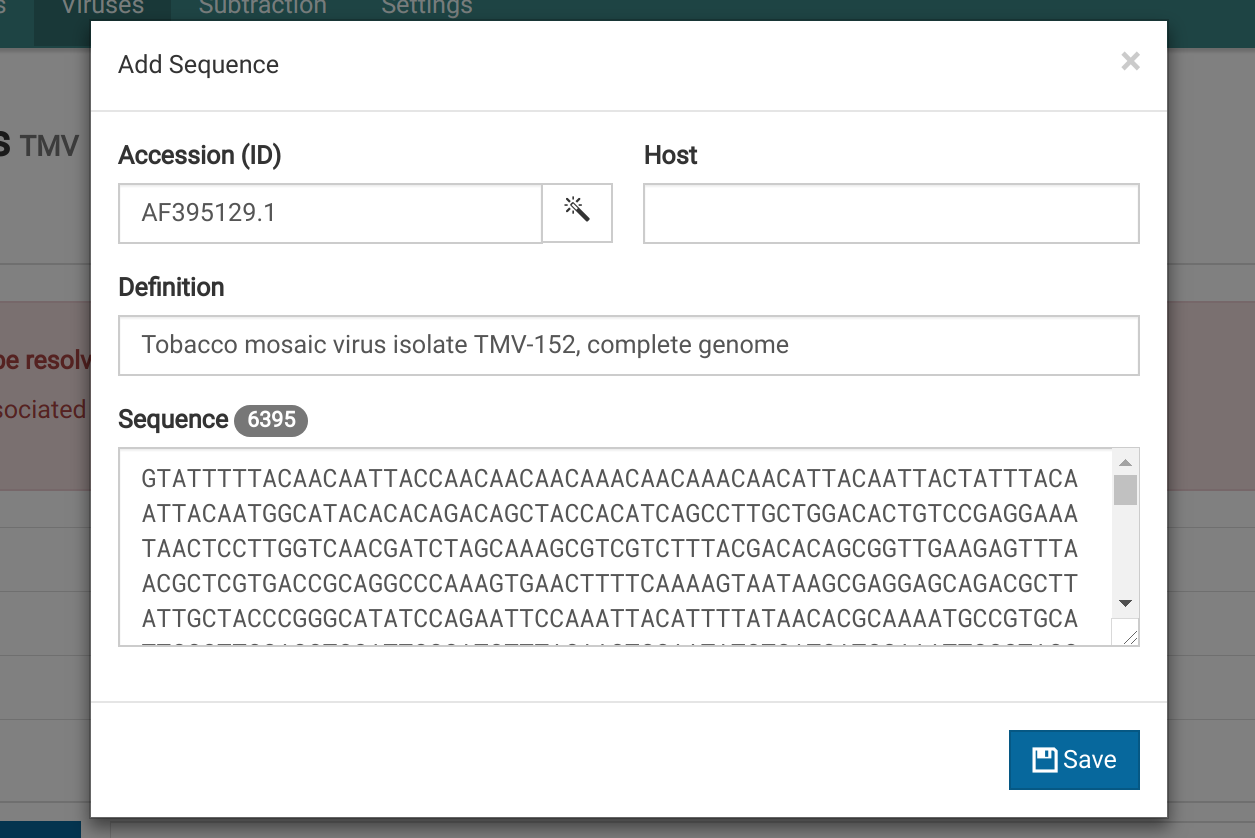 Viruses Subtraction Settings
Add Sequence ×
TMV
Accession (ID) Host
AF395129.1
Definition
Tobacco mosaic virus isolate TMV-152, complete genome
be resolv
sociated
Sequence 6395
GTATTTTTACAACAATTACCAACAACAACAAACAACAAACAACATTACAATTACTATTTACA
ATTACAATGGCATACACACAGACAGCTACCACATCAGCCTTGCTGGACACTGTCCGAGGAAA
TAACTCCTTGGTCAACGATCTAGCAAAGCGTCGTCTTTACGACACAGCGGTTGAAGAGTTTA
ACGCTCGTGACCGCAGGCCCAAAGTGAACTTTTCAAAAGTAATAAGCGAGGAGCAGACGCTT
ATTGCTACCCGGGCATATCCAGAATTCCAAATTACATTTTATAACACGCAAAATGCCGTGCA
Save